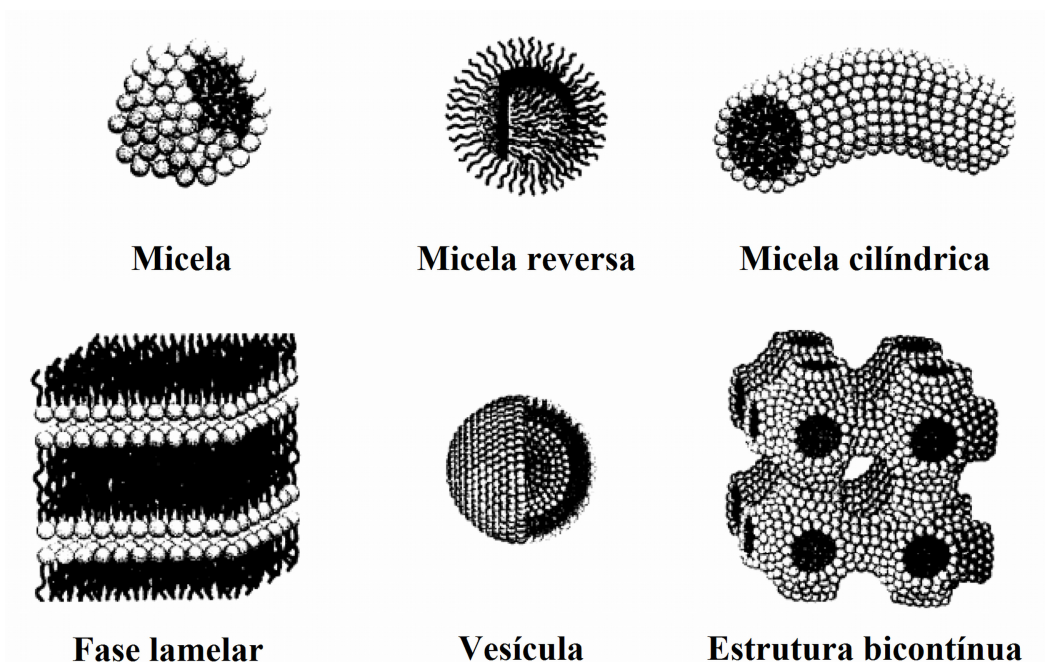 Micela
Micela reversa
Micela cilíndrica
Fase lamelar
Vesícula
Estrutura bicontínua